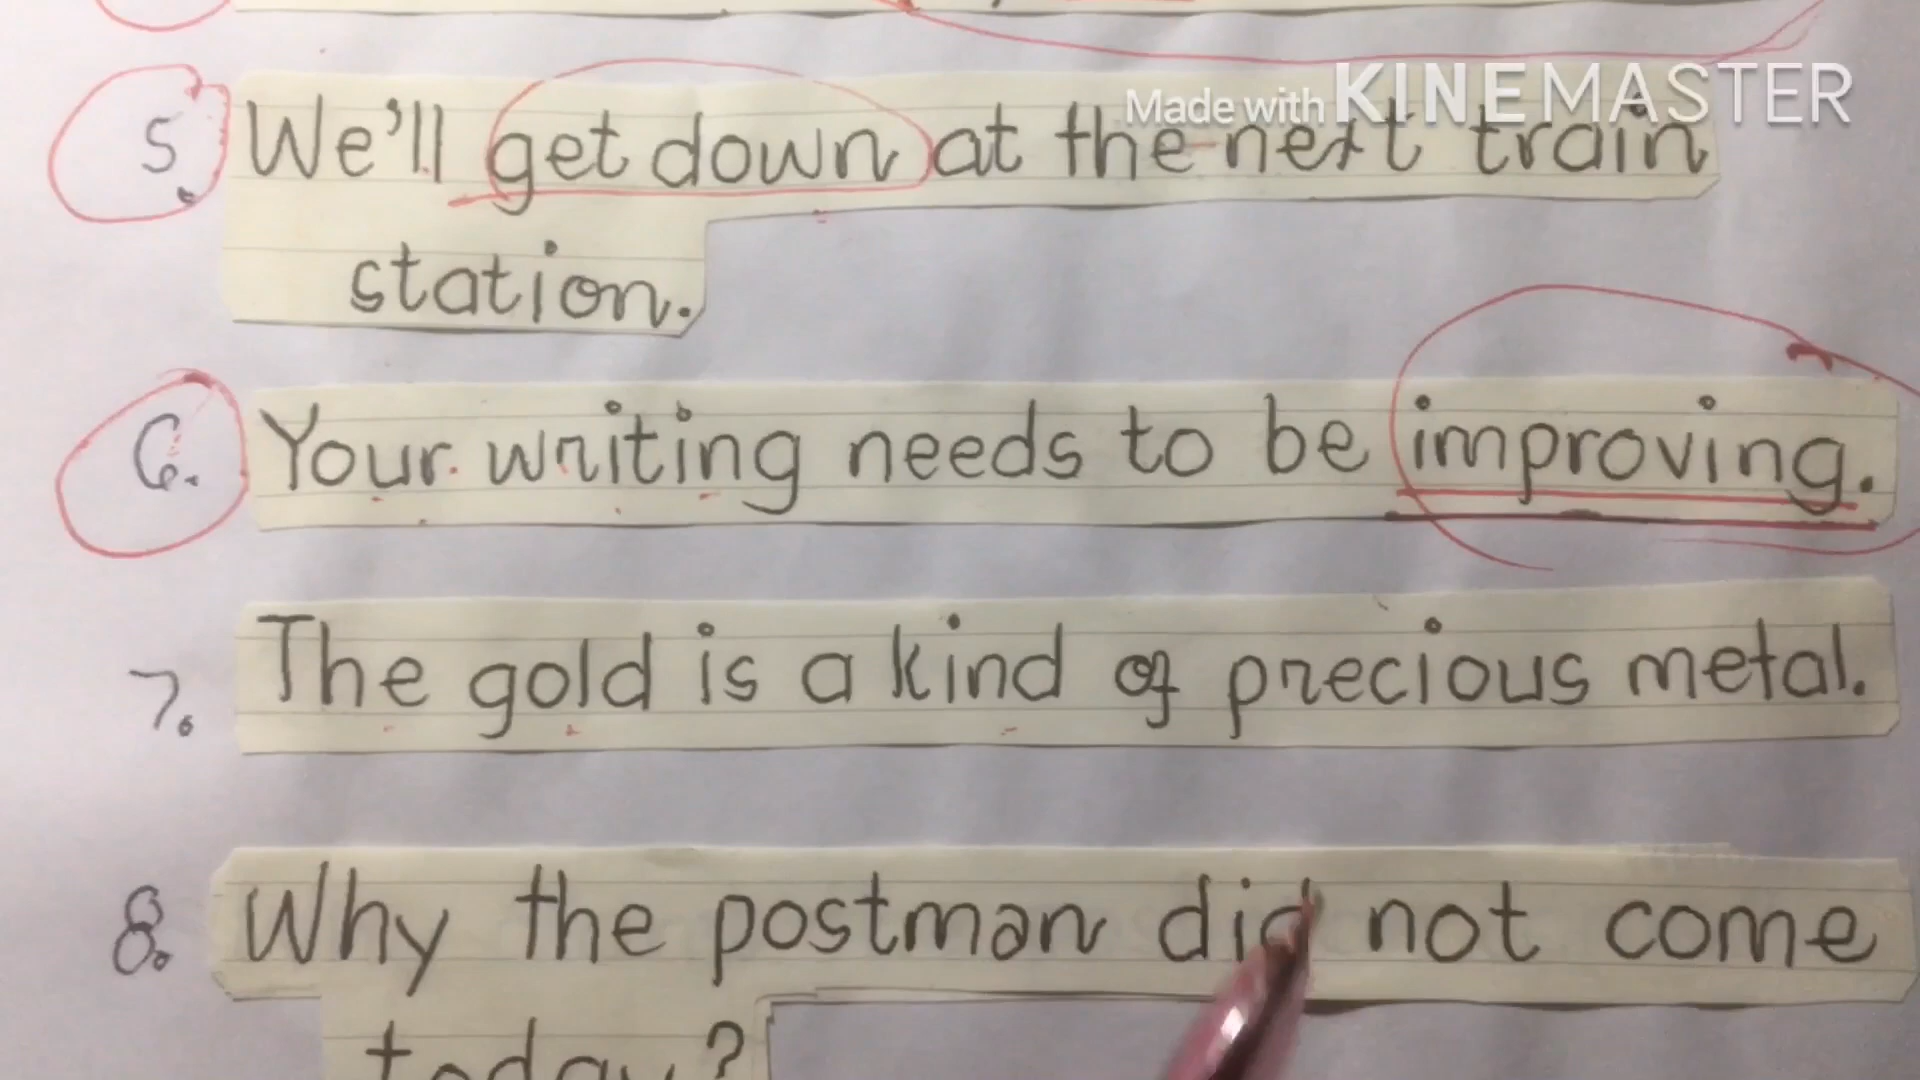 Made with KINEMASTER
5. We'll get down at the next train
station.
6. Your writing needs to be improving.
7. The gold is a kind of precious metal.
8. Why the postman did not come
today?